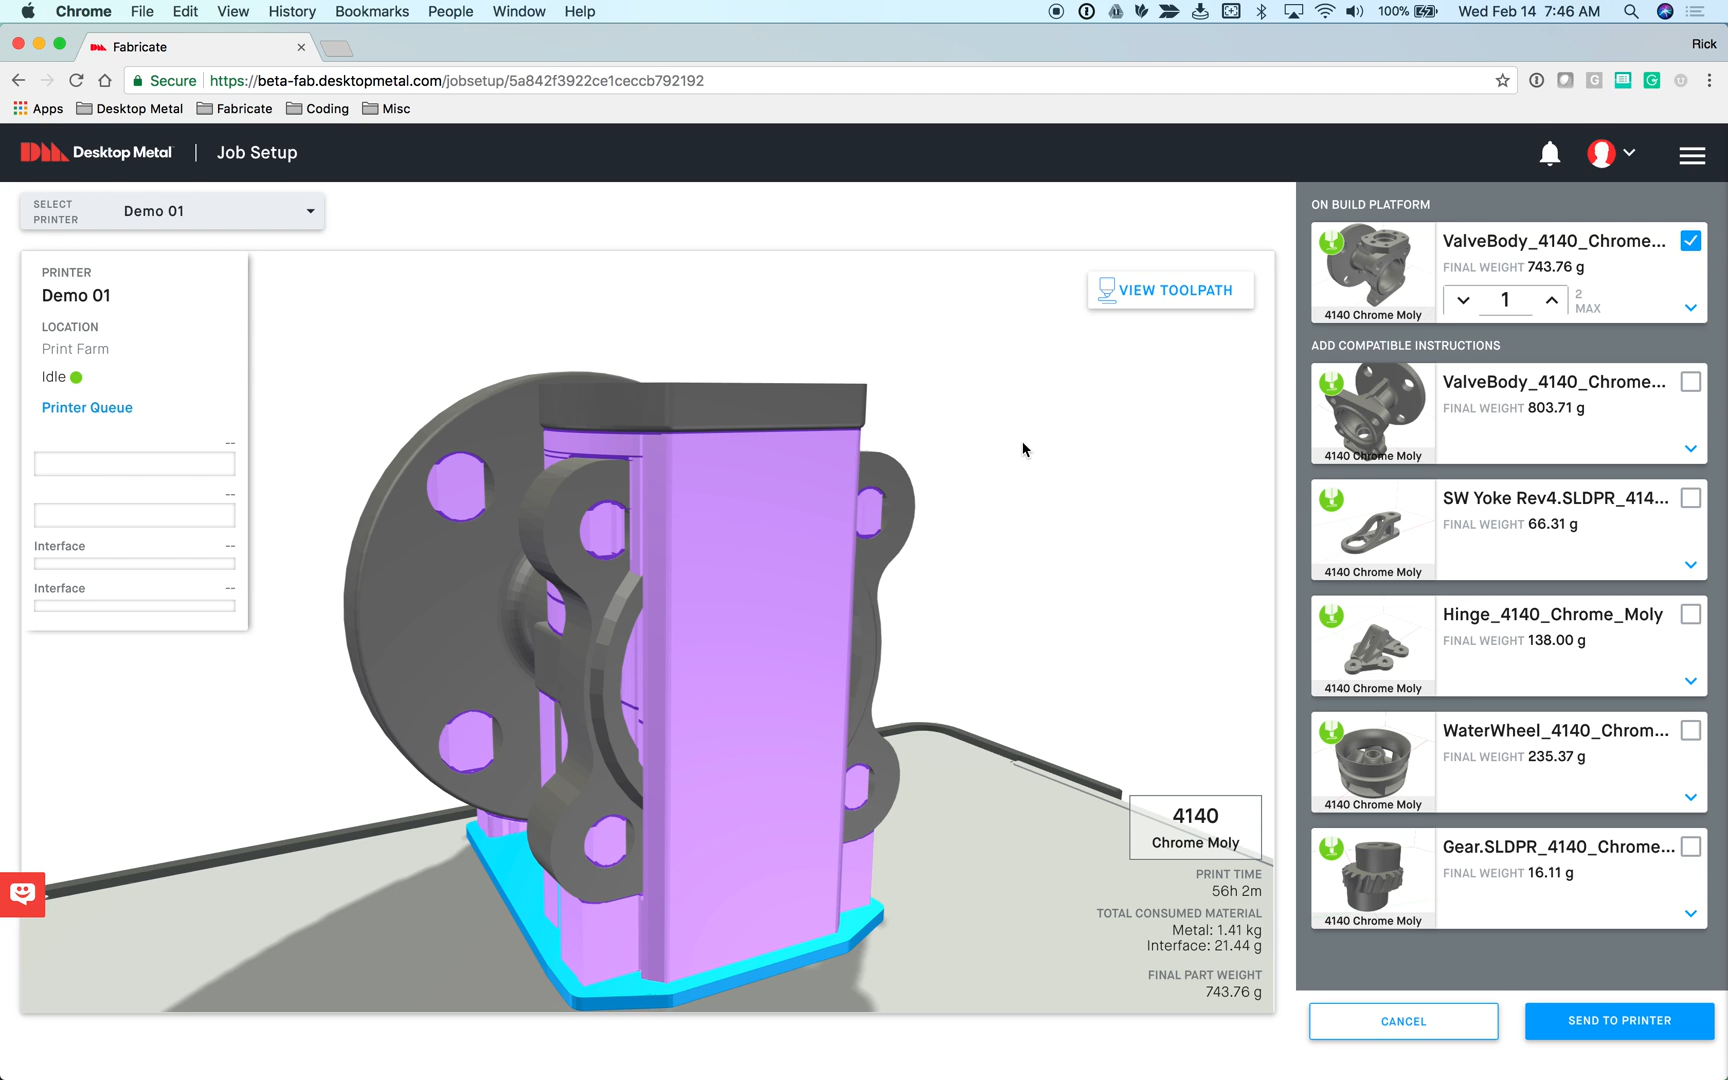 Chrome File Edit View History Bookmarks People Window Help 100% Wed Feb 14 7:46 AM
Fabricate
Rick
Secure https://beta-fab.desktopmetal.com/jobsetup/5a842f3922ce1ceccb792192
Apps Desktop Metal Fabricate Coding Misc
DM Desktop Metal | Job Setup
SELECT
PRINTER
Demo 01
PRINTER
Demo 01
LOCATION
Print Farm
Idle
Printer Queue
--
--
Interface --
Interface --
VIEW TOOLPATH
4140
Chrome Moly
PRINT TIME
56h 2m
TOTAL CONSUMED MATERIAL
Metal: 1.41 kg
Interface: 21.44 g
FINAL PART WEIGHT
743.76 g
ON BUILD PLATFORM
ValveBody_4140_Chrome...
FINAL WEIGHT 743.76 g
1
2
MAX
4140 Chrome Moly
ADD COMPATIBLE INSTRUCTIONS
ValveBody_4140_Chrome...
FINAL WEIGHT 803.71 g
4140 Chrome Moly
SW Yoke Rev4.SLDPR_414...
FINAL WEIGHT 66.31 g
4140 Chrome Moly
Hinge_4140_Chrome_Moly
FINAL WEIGHT 138.00 g
4140 Chrome Moly
WaterWheel_4140_Chrom...
FINAL WEIGHT 235.37 g
4140 Chrome Moly
Gear.SLDPR_4140_Chrome...
FINAL WEIGHT 16.11 g
4140 Chrome Moly
CANCEL
SEND TO PRINTER